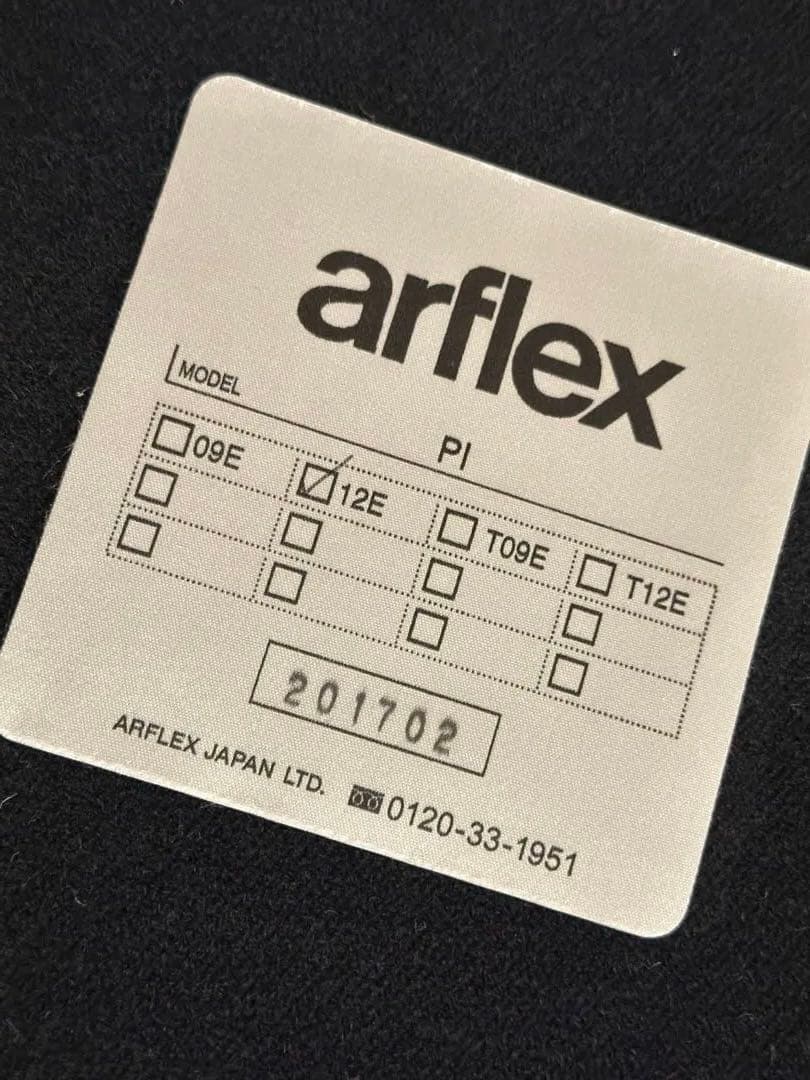 arflex
MODEL PI
☐ 09E ☑ 12E ☐ T09E ☐ T12E
☐ ☐ ☐ ☐
☐ ☐ ☐ ☐
201702
ARFLEX JAPAN LTD. 0120-33-1951